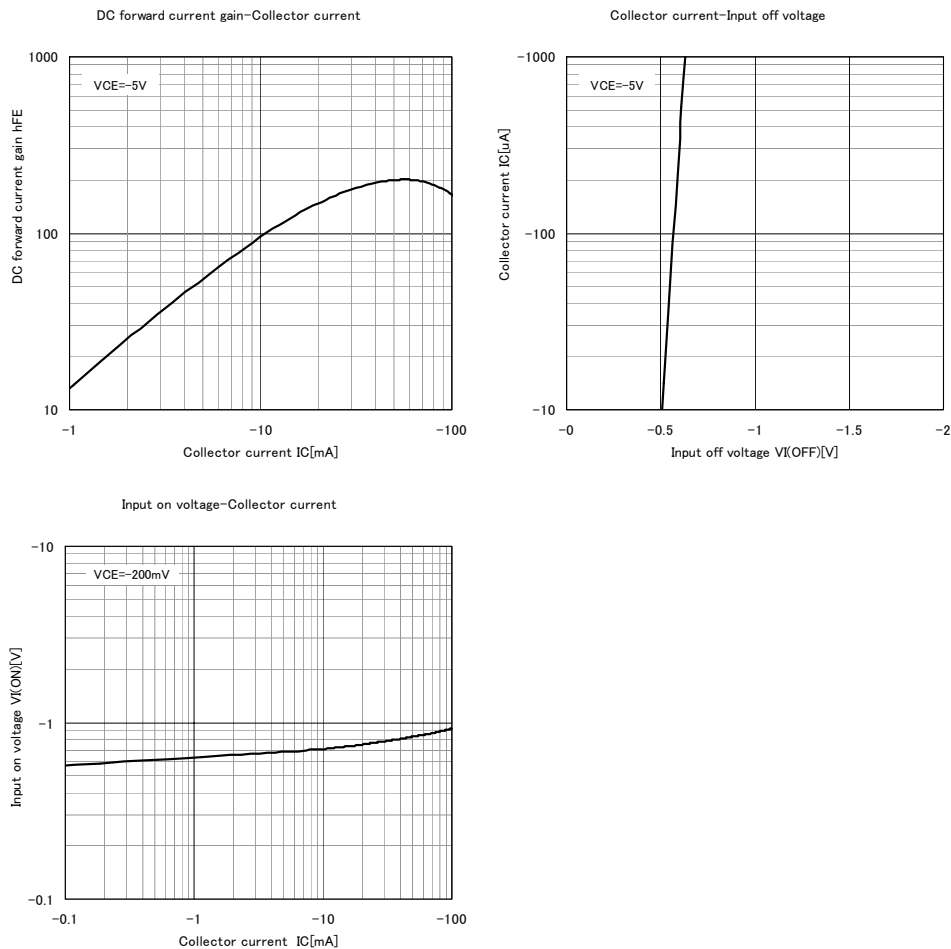 DC forward current gain-Collector current
1000
100
10
VCE=-5V
DC forward current gain hFE
-1
-10
-100
Collector current IC[mA]
Collector current-Input off voltage
-1000
-100
-10
VCE=-5V
Collector current IC[uA]
-0
-0.5
-1
-1.5
-2
Input off voltage VI(OFF)[V]
Input on voltage-Collector current
-10
-1
-0.1
VCE=-200mV
Input on voltage VI(ON)[V]
-0.1
-1
-10
-100
Collector current IC[mA]